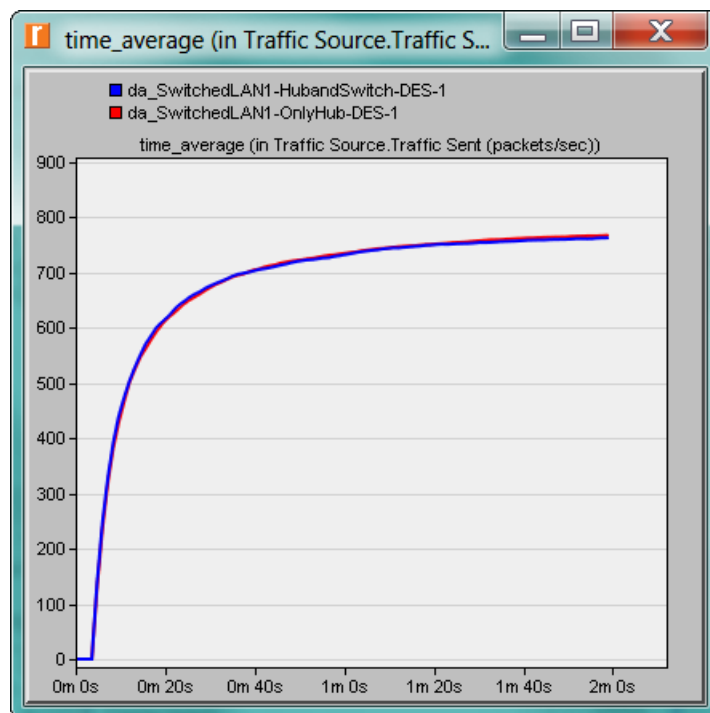 time_average (in Traffic Source.Traffic S...
da_SwitchedLAN1-HubandSwitch-DES-1
da_SwitchedLAN1-OnlyHub-DES-1
time_average (in Traffic Source.Traffic Sent (packets/sec))
900
800
700
600
500
400
300
200
100
0
0m 0s 0m 20s 0m 40s 1m 0s 1m 20s 1m 40s 2m 0s